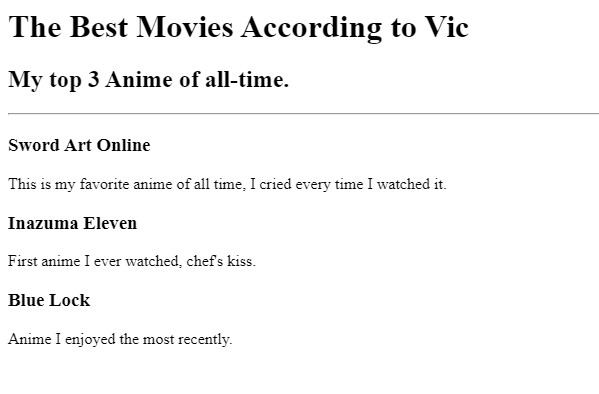 The Best Movies According to Vic
My top 3 Anime of all-time.
Sword Art Online
This is my favorite anime of all time, I cried every time I watched it.
Inazuma Eleven
First anime I ever watched, chef's kiss.
Blue Lock
Anime I enjoyed the most recently.